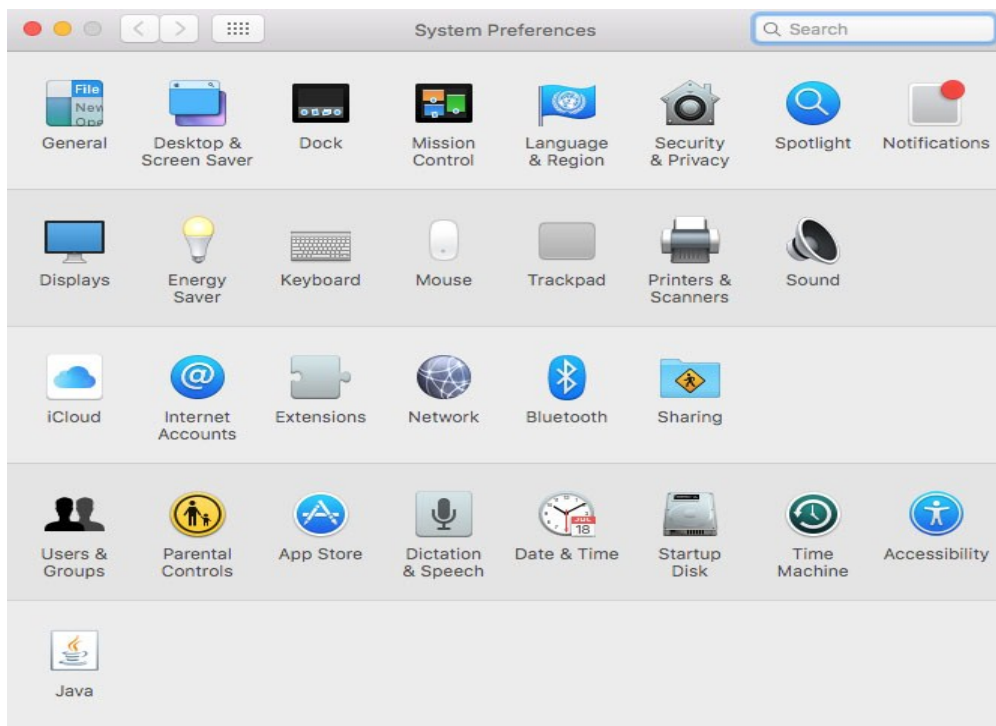 System Preferences
Search
File
New
Ope
General
Desktop &
Screen Saver
Dock
Mission
Control
Language
& Region
Security
& Privacy
Spotlight
Notifications
Displays
Energy
Saver
Keyboard
Mouse
Trackpad
Printers &
Scanners
Sound
@
iCloud
Internet
Accounts
Extensions
Network
Bluetooth
Sharing
JUL
18
Users &
Groups
Parental
Controls
App Store
Dictation
& Speech
Date & Time
Startup
Disk
Time
Machine
Accessibility
Java